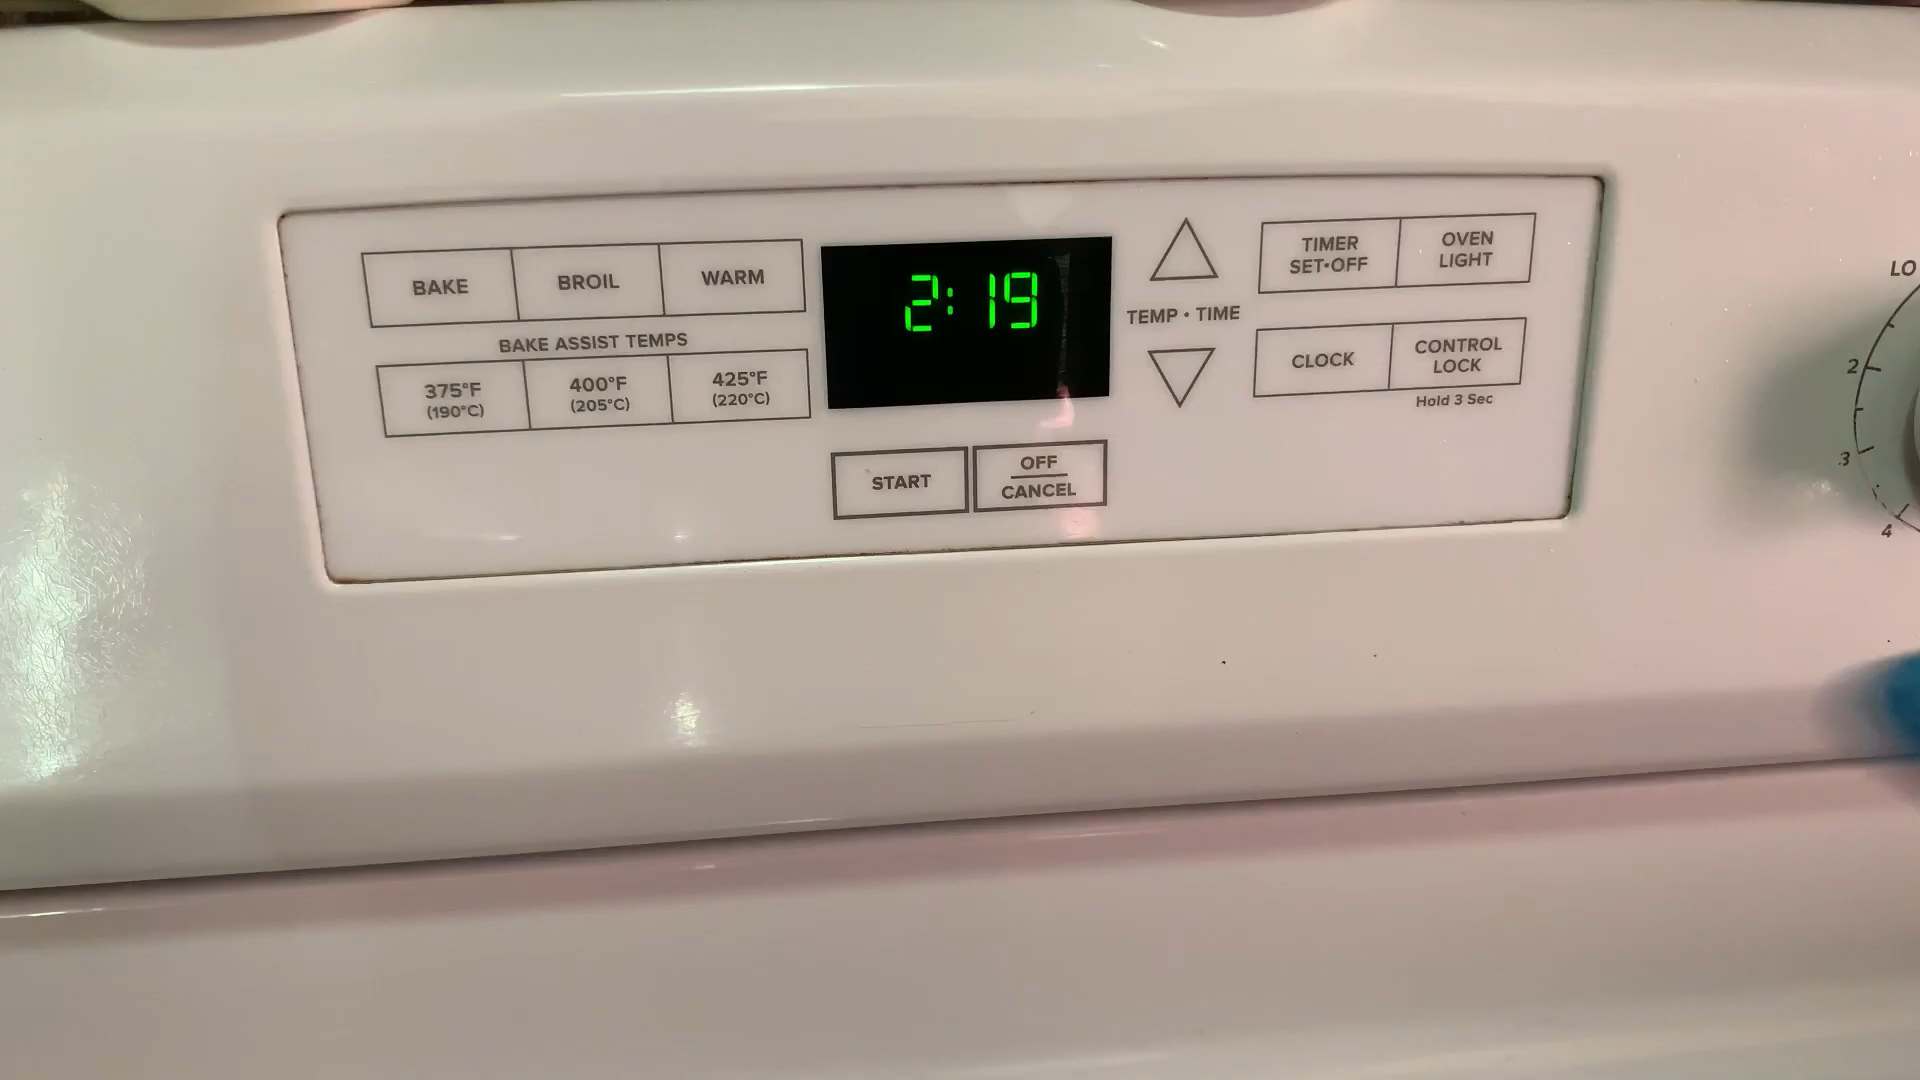 BAKE
BROIL
WARM
BAKE ASSIST TEMPS
375°F
(190°C)
400°F
(205°C)
425°F
(220°C)
2:19
START
OFF
CANCEL
TEMP • TIME
TIMER
SET•OFF
OVEN
LIGHT
CLOCK
CONTROL
LOCK
Hold 3 Sec
LO
2
3
4